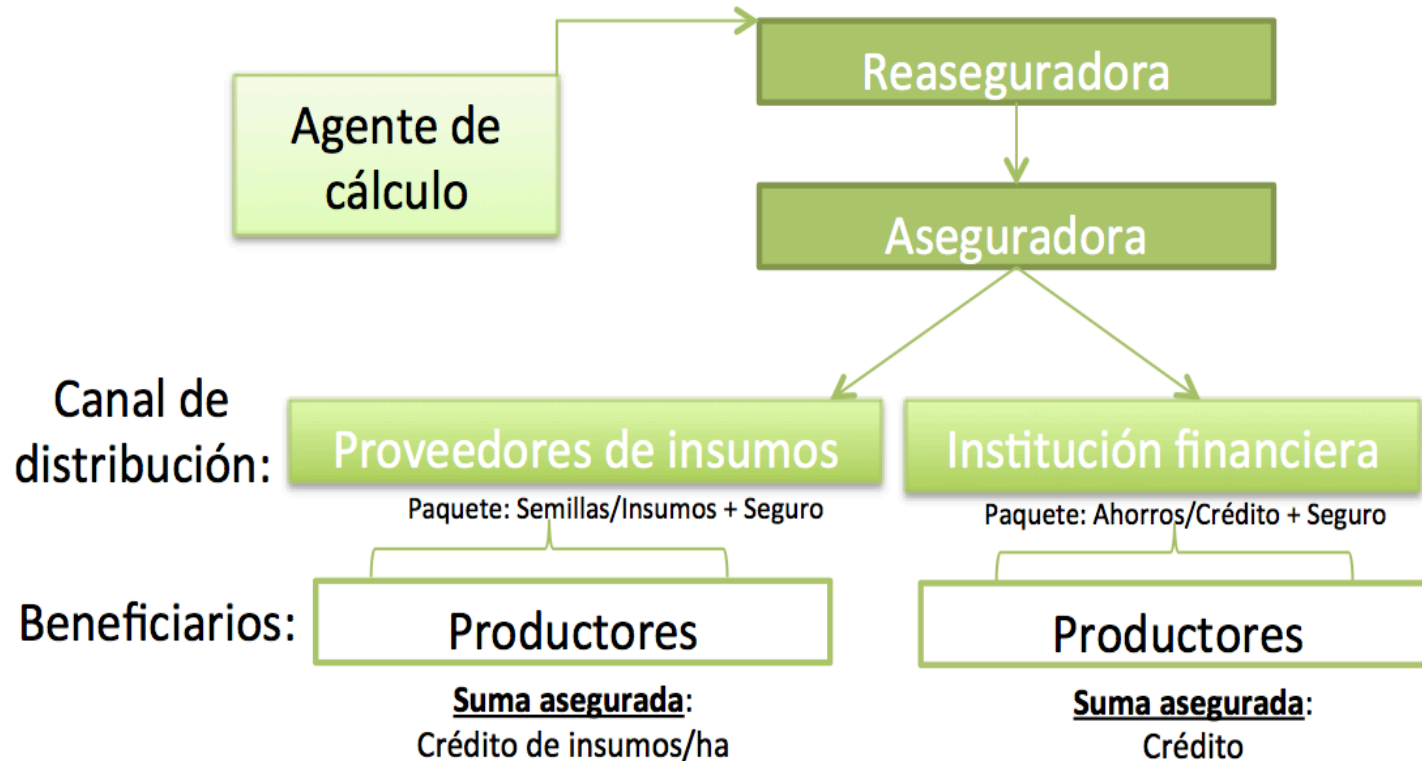 Reaseguradora
Agente de
cálculo
Aseguradora
Canal de
distribución:
Proveedores de insumos
Institución financiera
Paquete: Semillas/Insumos + Seguro
Paquete: Ahorros/Crédito + Seguro
Beneficiarios:
Productores
Productores
Suma asegurada:
Crédito de insumos/ha
Suma asegurada:
Crédito